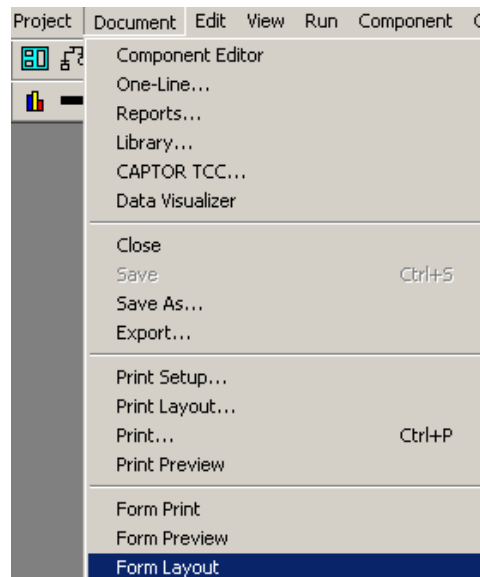 Project Document Edit View Run Component
Component Editor
One-Line...
Reports...
Library...
CAPTOR TCC...
Data Visualizer
Close
Save Ctrl+S
Save As...
Export...
Print Setup...
Print Layout...
Print... Ctrl+P
Print Preview
Form Print
Form Preview
Form Layout